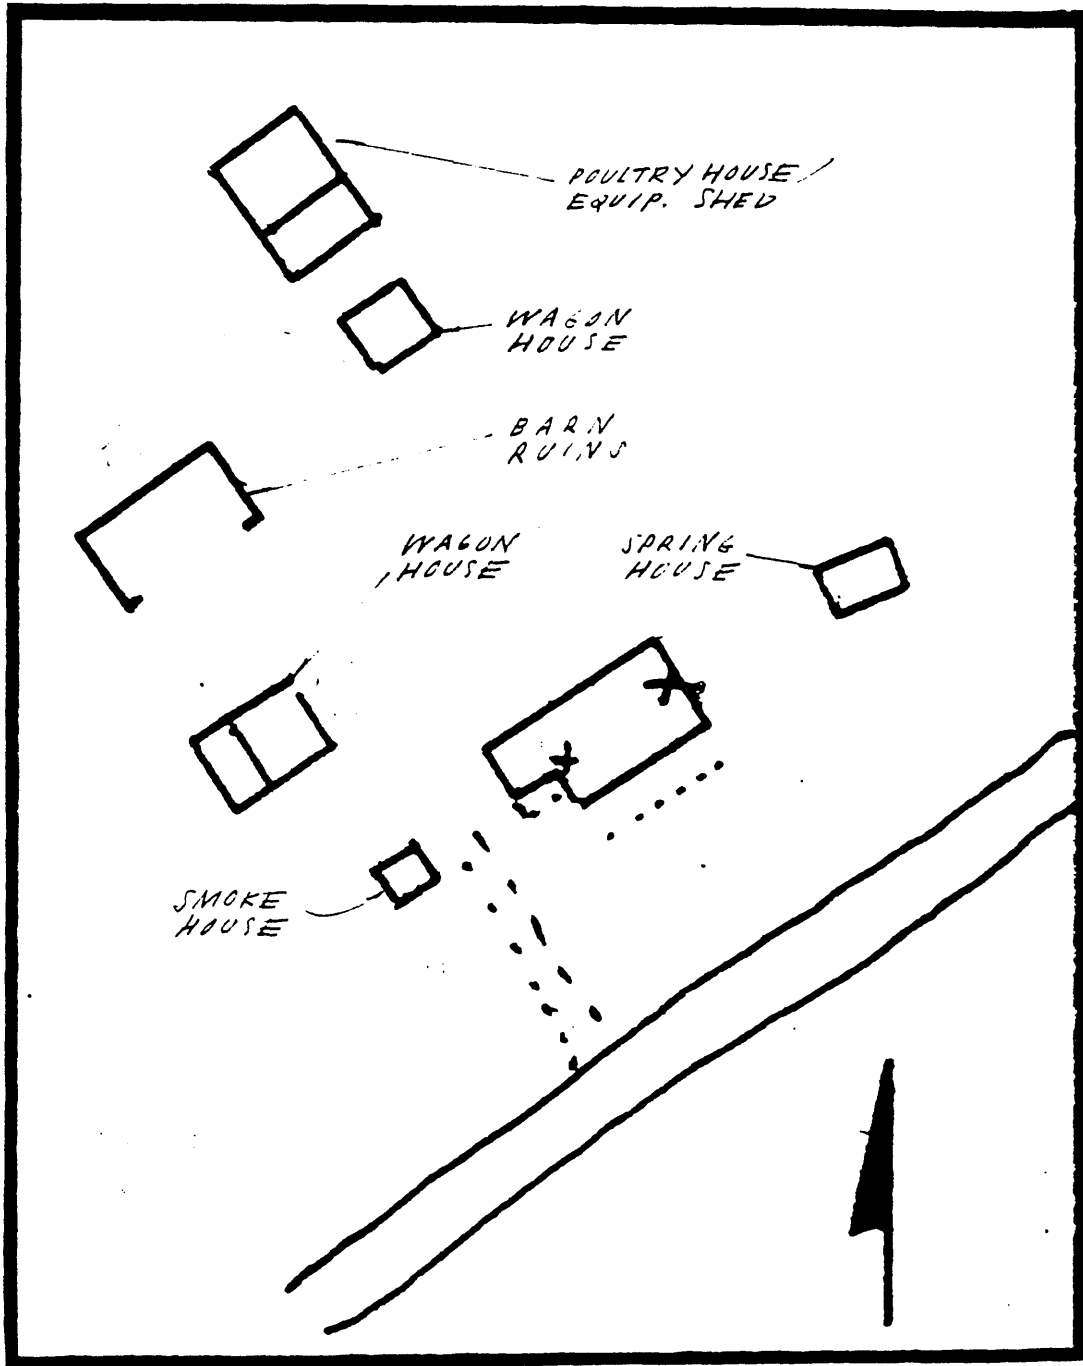 POULTRY HOUSE/
EQUIP. SHED
WAGON
HOUSE
BARN
RUINS
WAGON
HOUSE
SPRING
HOUSE
SMOKE
HOUSE